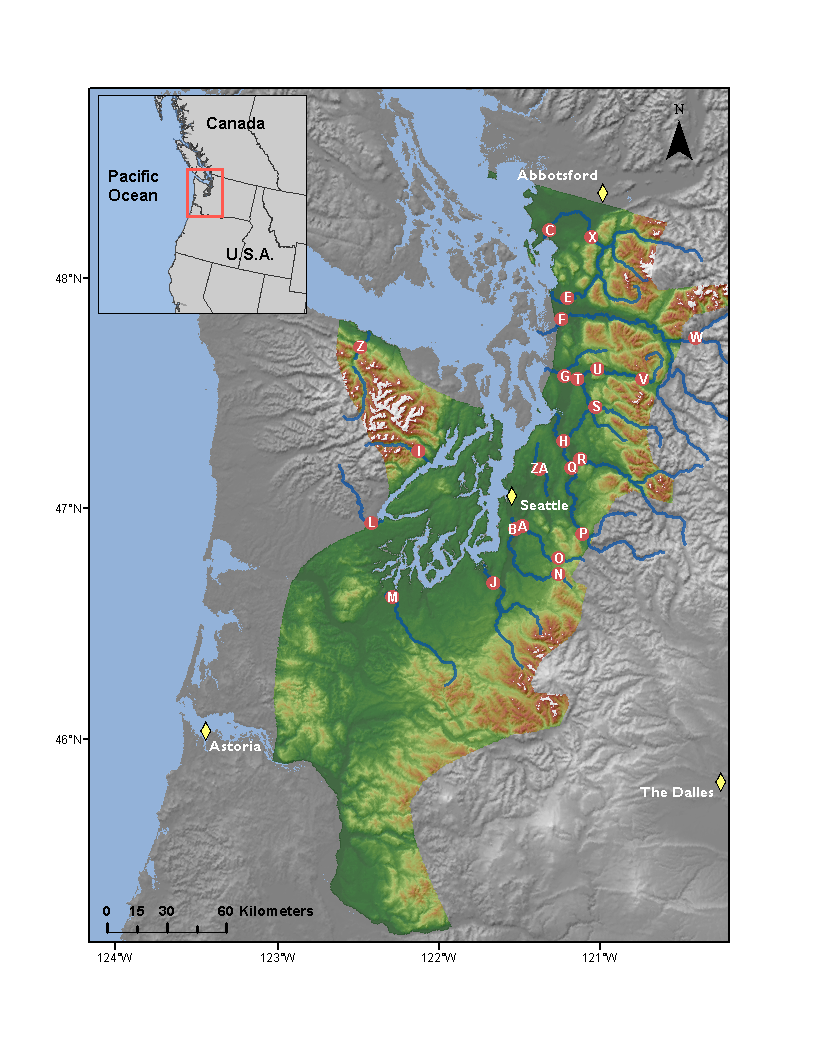 Canada
Pacific
Ocean
U.S.A.
N
Abbotsford
C
X
E
F
W
Z
G
T
U
V
S
H
I
ZA
Q
R
Seattle
L
B
A
P
O
N
J
M
Astoria
The Dalles
48°N
47°N
46°N
0 15 30 60 Kilometers
124°W 123°W 122°W 121°W